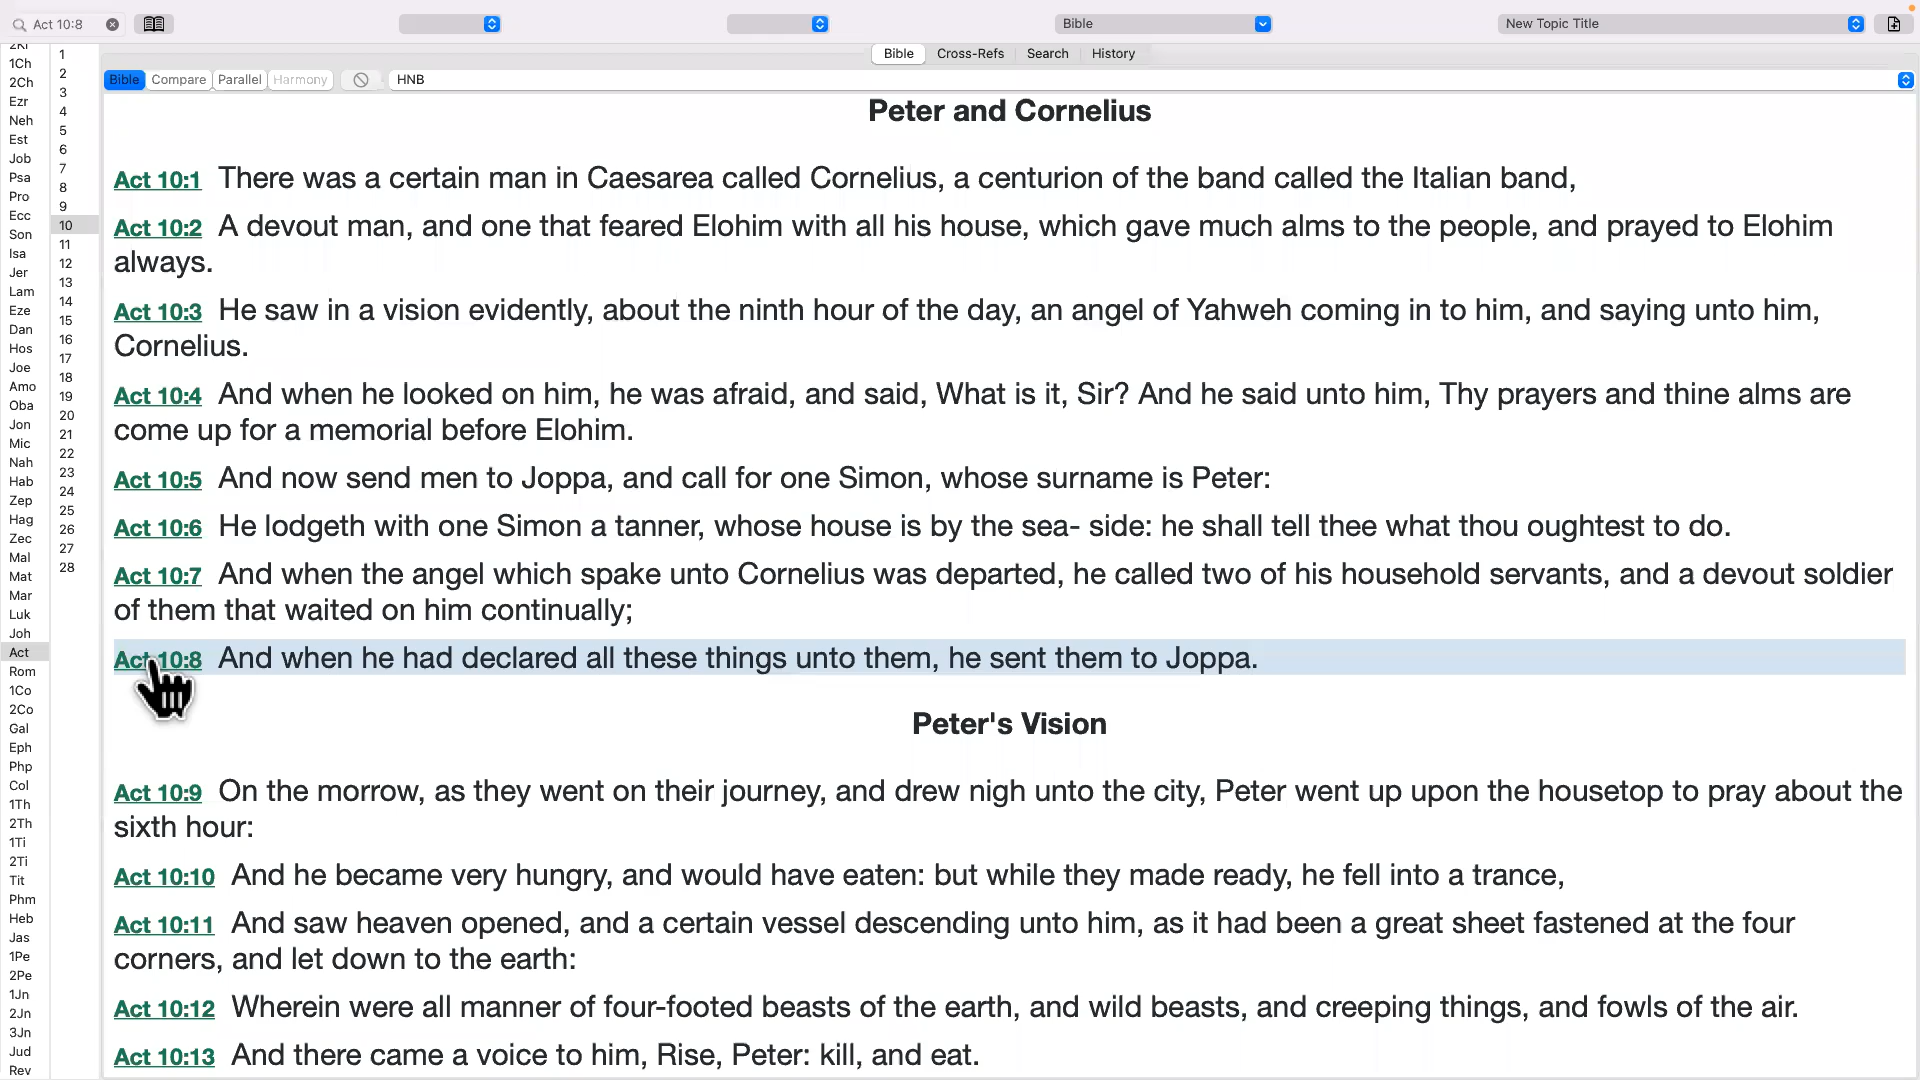 Act 10:8 Bible New Topic Title
Bible Cross-Refs Search History
Bible Compare Parallel Harmony HNB
2Ki
1Ch
2Ch
Ezr
Neh
Est
Job
Psa
Pro
Ecc
Son
Isa
Jer
Lam
Eze
Dan
Hos
Joe
Amo
Oba
Jon
Mic
Nah
Hab
Zep
Hag
Zec
Mal
Mat
Mar
Luk
Joh
Act
Rom
1Co
2Co
Gal
Eph
Php
Col
1Th
2Th
1Ti
2Ti
Tit
Phm
Heb
Jas
1Pe
2Pe
1Jn
2Jn
3Jn
Jud
Rev
1
2
3
4
5
6
7
8
9
10
11
12
13
14
15
16
17
18
19
20
21
22
23
24
25
26
27
28
Peter and Cornelius
Act 10:1 There was a certain man in Caesarea called Cornelius, a centurion of the band called the Italian band,
Act 10:2 A devout man, and one that feared Elohim with all his house, which gave much alms to the people, and prayed to Elohim
always.
Act 10:3 He saw in a vision evidently, about the ninth hour of the day, an angel of Yahweh coming in to him, and saying unto him,
Cornelius.
Act 10:4 And when he looked on him, he was afraid, and said, What is it, Sir? And he said unto him, Thy prayers and thine alms are
come up for a memorial before Elohim.
Act 10:5 And now send men to Joppa, and call for one Simon, whose surname is Peter:
Act 10:6 He lodgeth with one Simon a tanner, whose house is by the sea- side: he shall tell thee what thou oughtest to do.
Act 10:7 And when the angel which spake unto Cornelius was departed, he called two of his household servants, and a devout soldier
of them that waited on him continually;
Act 10:8 And when he had declared all these things unto them, he sent them to Joppa.
Peter's Vision
Act 10:9 On the morrow, as they went on their journey, and drew nigh unto the city, Peter went up upon the housetop to pray about the
sixth hour:
Act 10:10 And he became very hungry, and would have eaten: but while they made ready, he fell into a trance,
Act 10:11 And saw heaven opened, and a certain vessel descending unto him, as it had been a great sheet fastened at the four
corners, and let down to the earth:
Act 10:12 Wherein were all manner of four-footed beasts of the earth, and wild beasts, and creeping things, and fowls of the air.
Act 10:13 And there came a voice to him, Rise, Peter: kill, and eat.